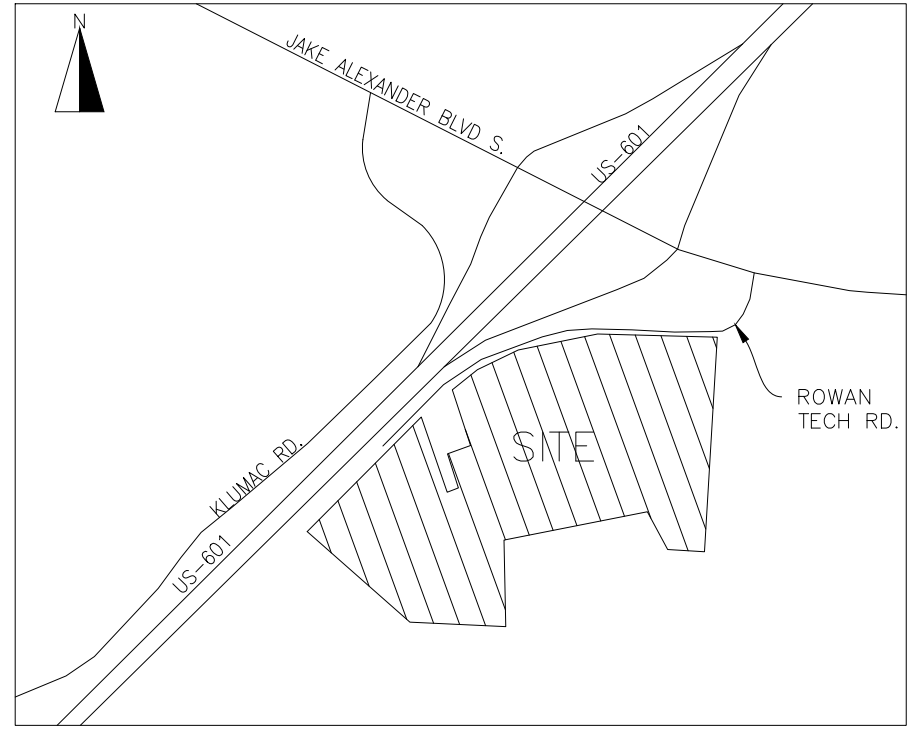 N
JAKE ALEXANDER BLVD S.
US-601
ROWAN
TECH RD.
SITE
KLUMAC RD.
US-601